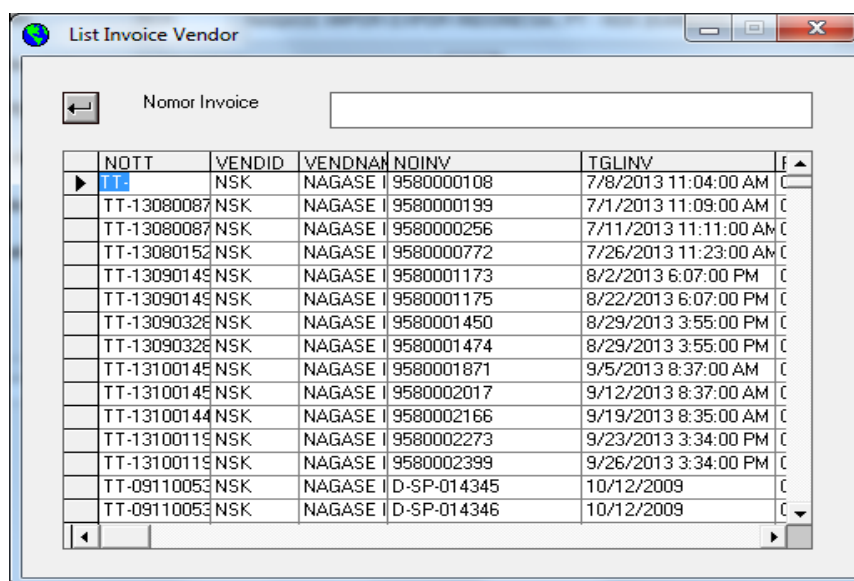 List Invoice Vendor
Nomor Invoice
NOTT VENDID VENDNAM NOINV TGLINV
TT- NSK NAGASE I 9580000108 7/8/2013 11:04:00 AM
TT-13080087 NSK NAGASE I 9580000199 7/1/2013 11:09:00 AM
TT-13080087 NSK NAGASE I 9580000256 7/11/2013 11:11:00 AM
TT-13080152 NSK NAGASE I 9580000772 7/26/2013 11:23:00 AM
TT-13090149 NSK NAGASE I 9580001173 8/2/2013 6:07:00 PM
TT-13090149 NSK NAGASE I 9580001175 8/22/2013 6:07:00 PM
TT-13090328 NSK NAGASE I 9580001450 8/29/2013 3:55:00 PM
TT-13090328 NSK NAGASE I 9580001474 8/29/2013 3:55:00 PM
TT-13100145 NSK NAGASE I 9580001871 9/5/2013 8:37:00 AM
TT-13100145 NSK NAGASE I 9580002017 9/12/2013 8:37:00 AM
TT-13100144 NSK NAGASE I 9580002166 9/19/2013 8:35:00 AM
TT-13100119 NSK NAGASE I 9580002273 9/23/2013 3:34:00 PM
TT-13100119 NSK NAGASE I 9580002399 9/26/2013 3:34:00 PM
TT-09110053 NSK NAGASE I D-SP-014345 10/12/2009
TT-09110053 NSK NAGASE I D-SP-014346 10/12/2009